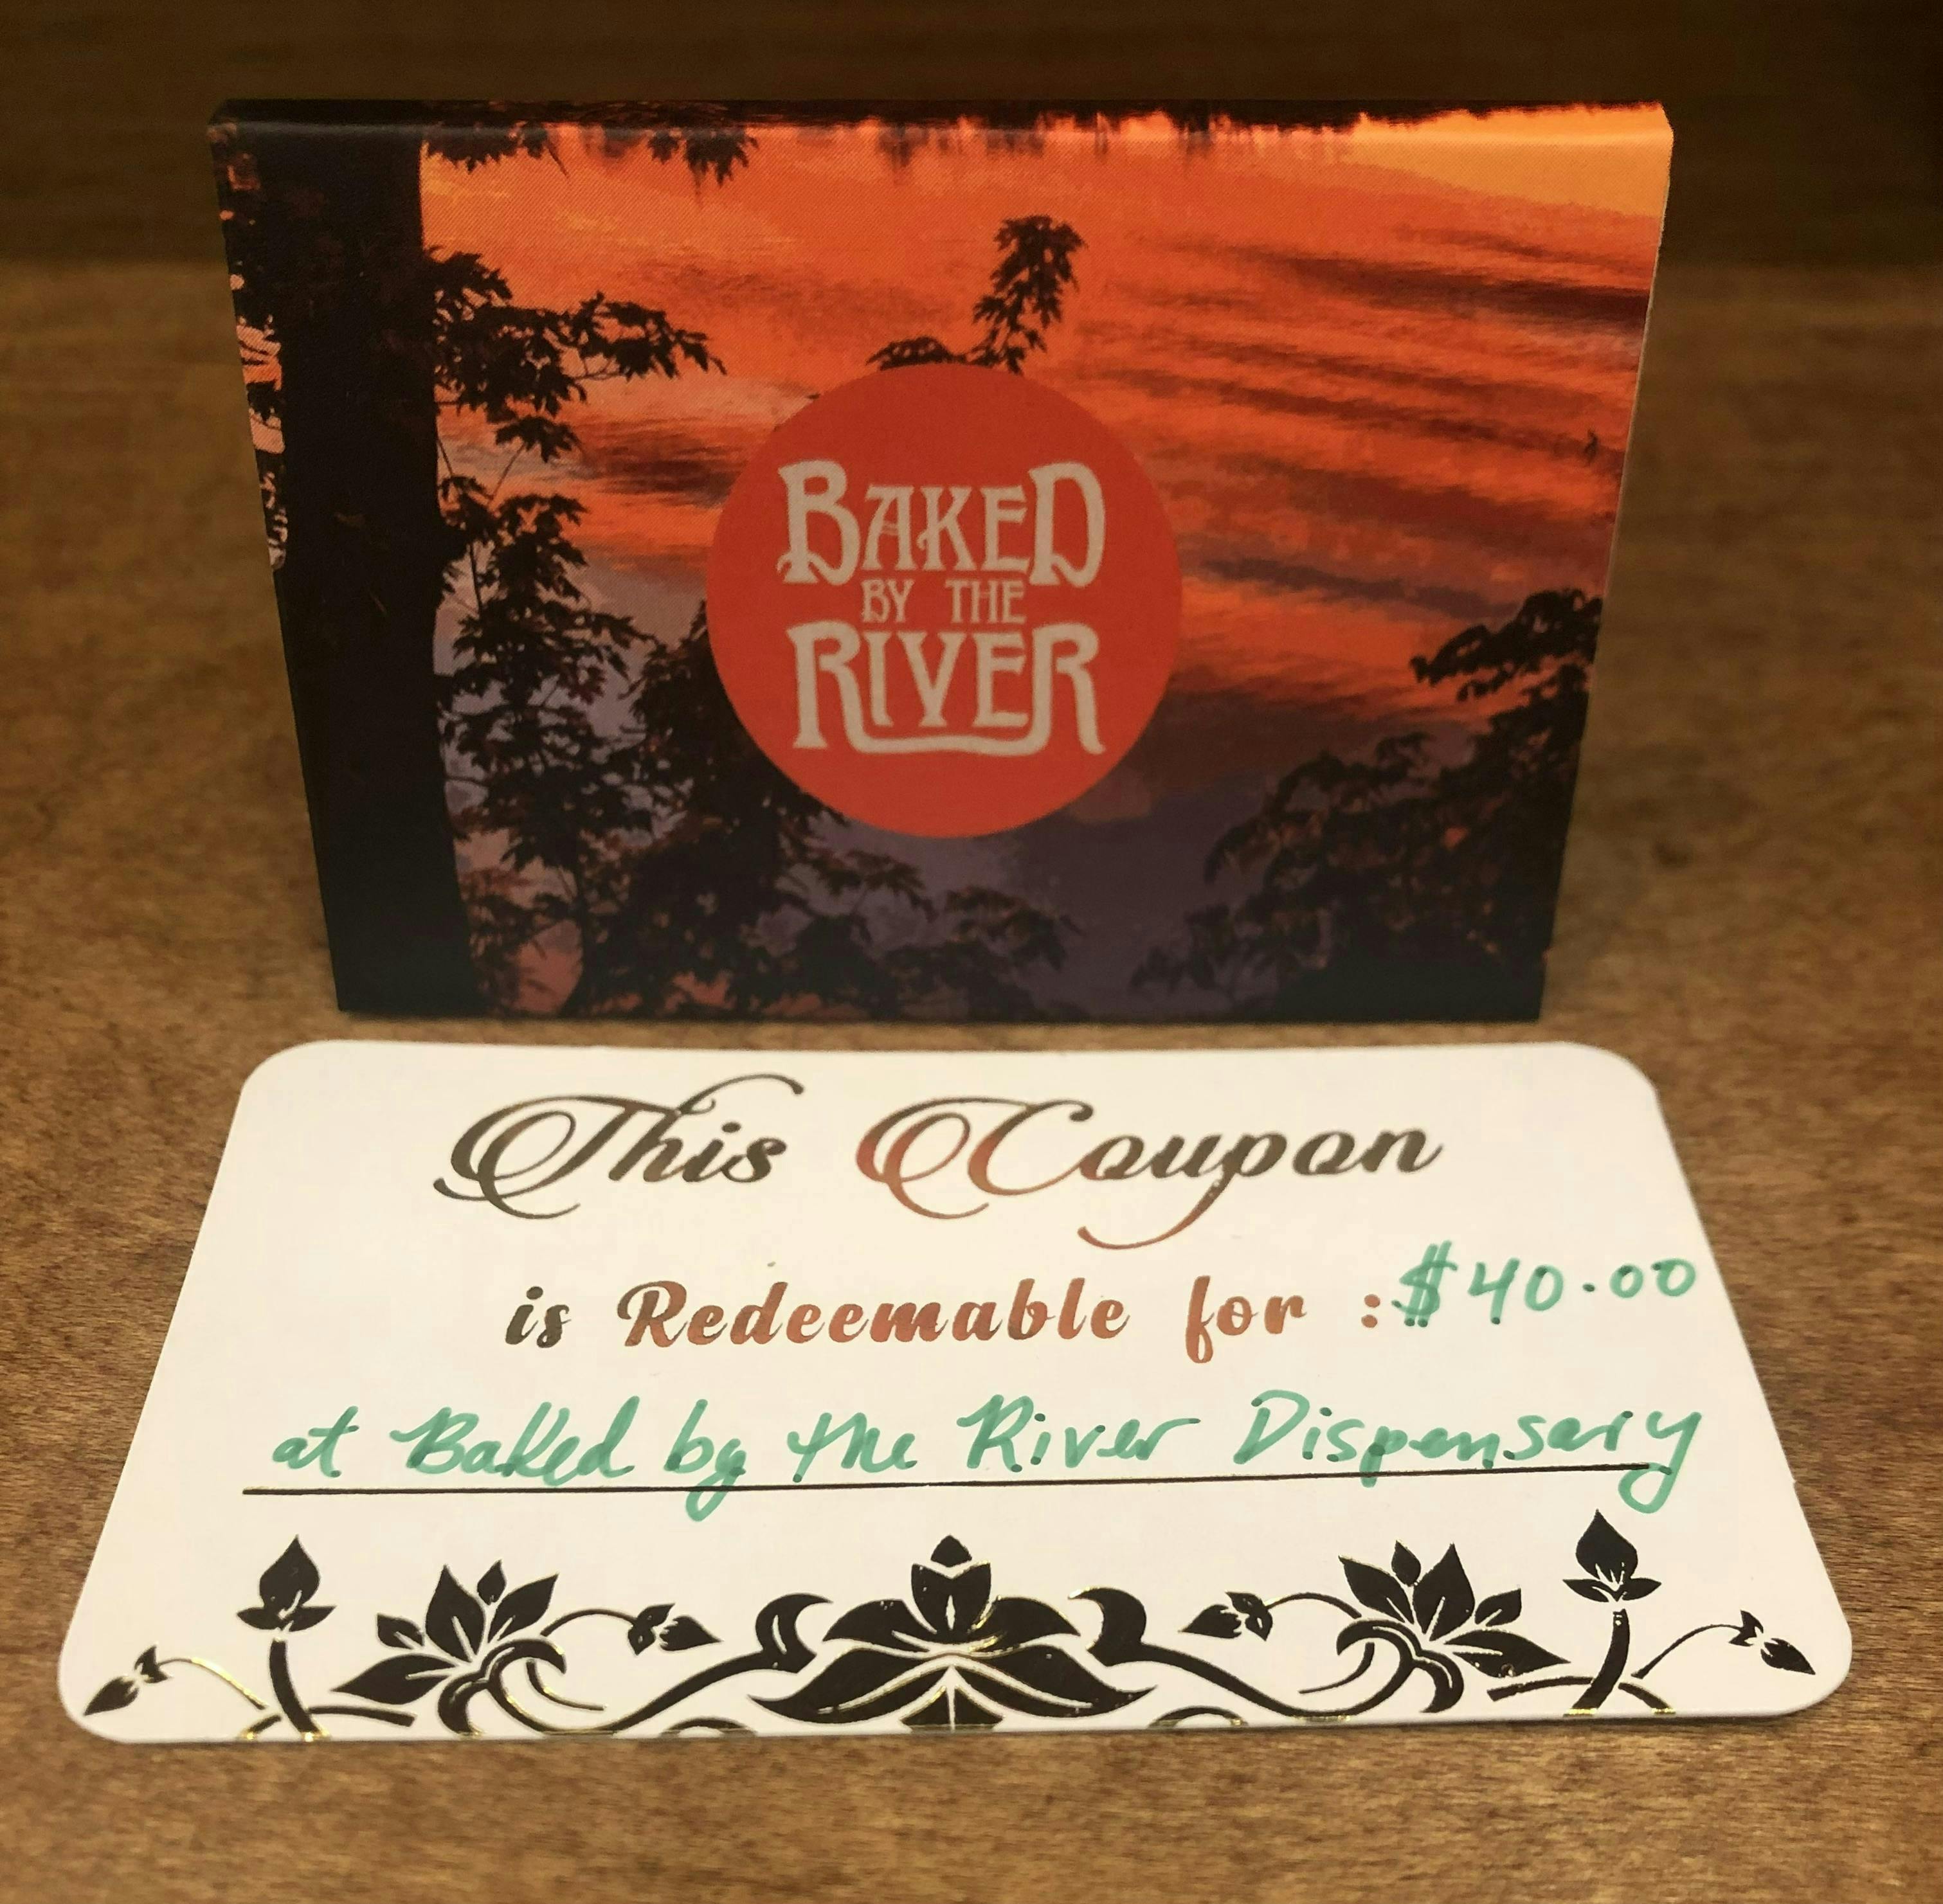 BAKED
BY THE
RIVER
This Coupon
is Redeemable for : $40.00
at Baked by the River Dispensary